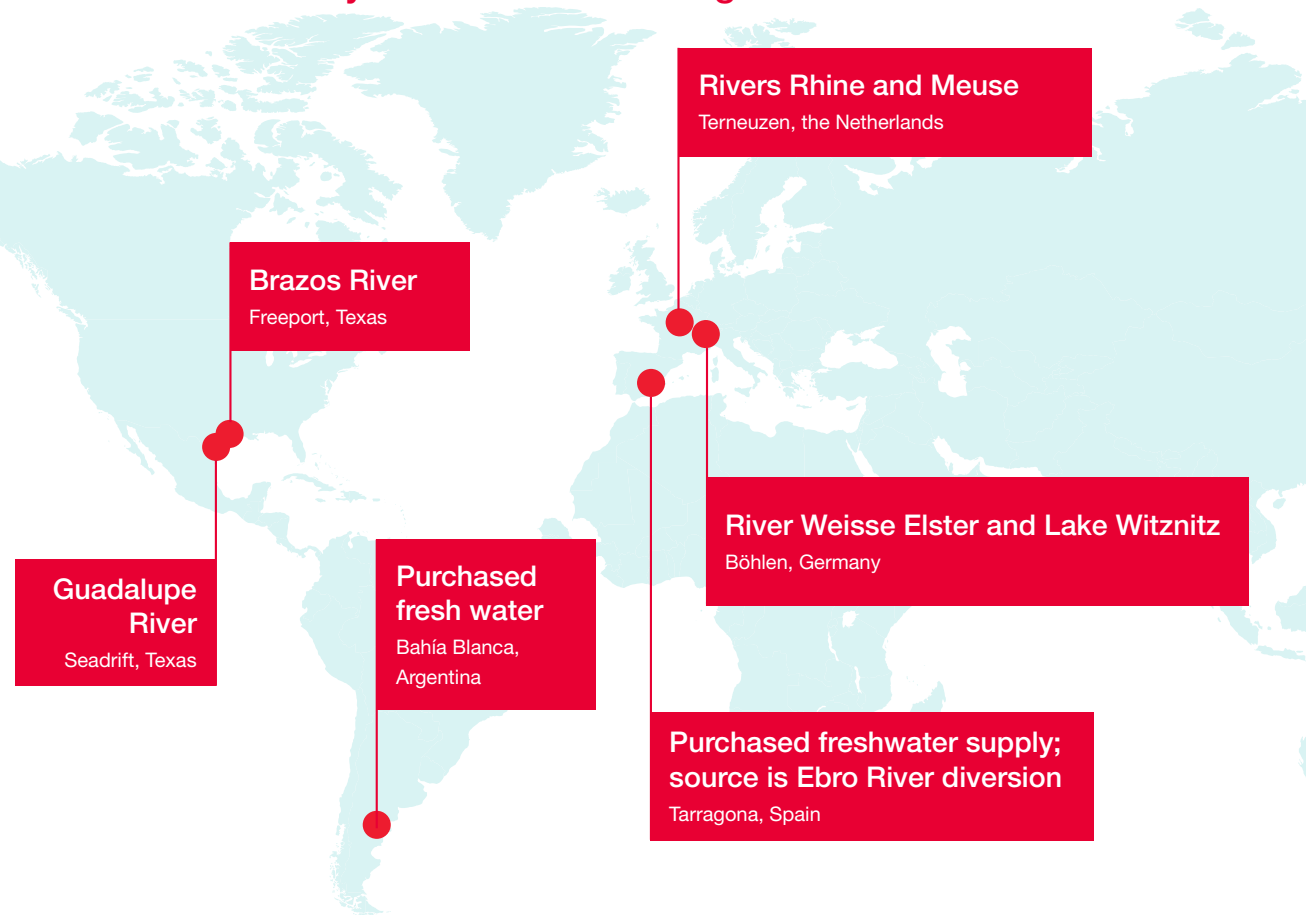 Rivers Rhine and Meuse
Terneuzen, the Netherlands
Brazos River
Freeport, Texas
River Weisse Elster and Lake Witznitz
Böhlen, Germany
Guadalupe
River
Seadrift, Texas
Purchased
fresh water
Bahía Blanca,
Argentina
Purchased freshwater supply;
source is Ebro River diversion
Tarragona, Spain